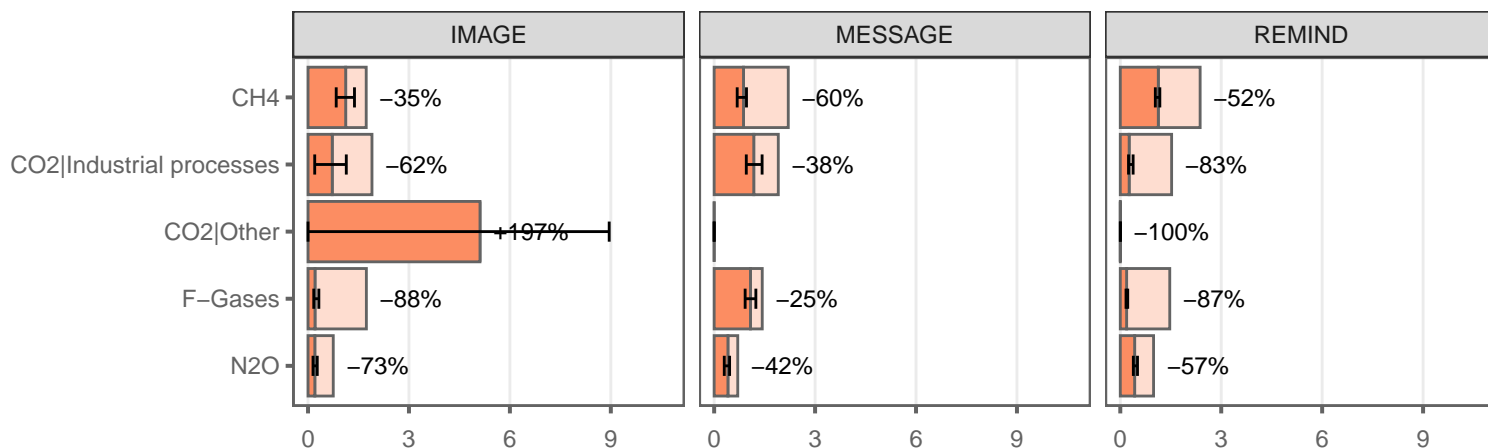 IMAGE MESSAGE REMIND
CH4 −35% −60% −52%
CO2|Industrial processes −62% −38% −83%
CO2|Other +197% −100%
F−Gases −88% −25% −87%
N2O −73% −42% −57%
0 3 6 9 0 3 6 9 0 3 6 9